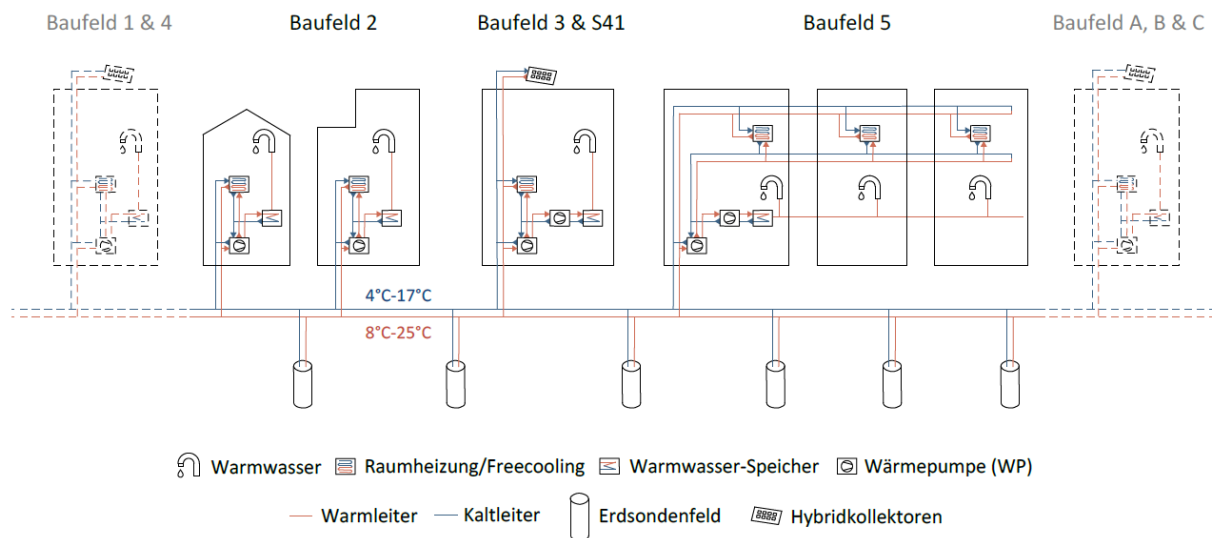 Baufeld 1 & 4
Baufeld 2
Baufeld 3 & S41
Baufeld 5
Baufeld A, B & C
4°C-17°C
8°C-25°C
Warmwasser
Raumheizung/Freecooling
Warmwasser-Speicher
Wärmepumpe (WP)
Warmleiter
Kaltleiter
Erdsondenfeld
Hybridkollektoren